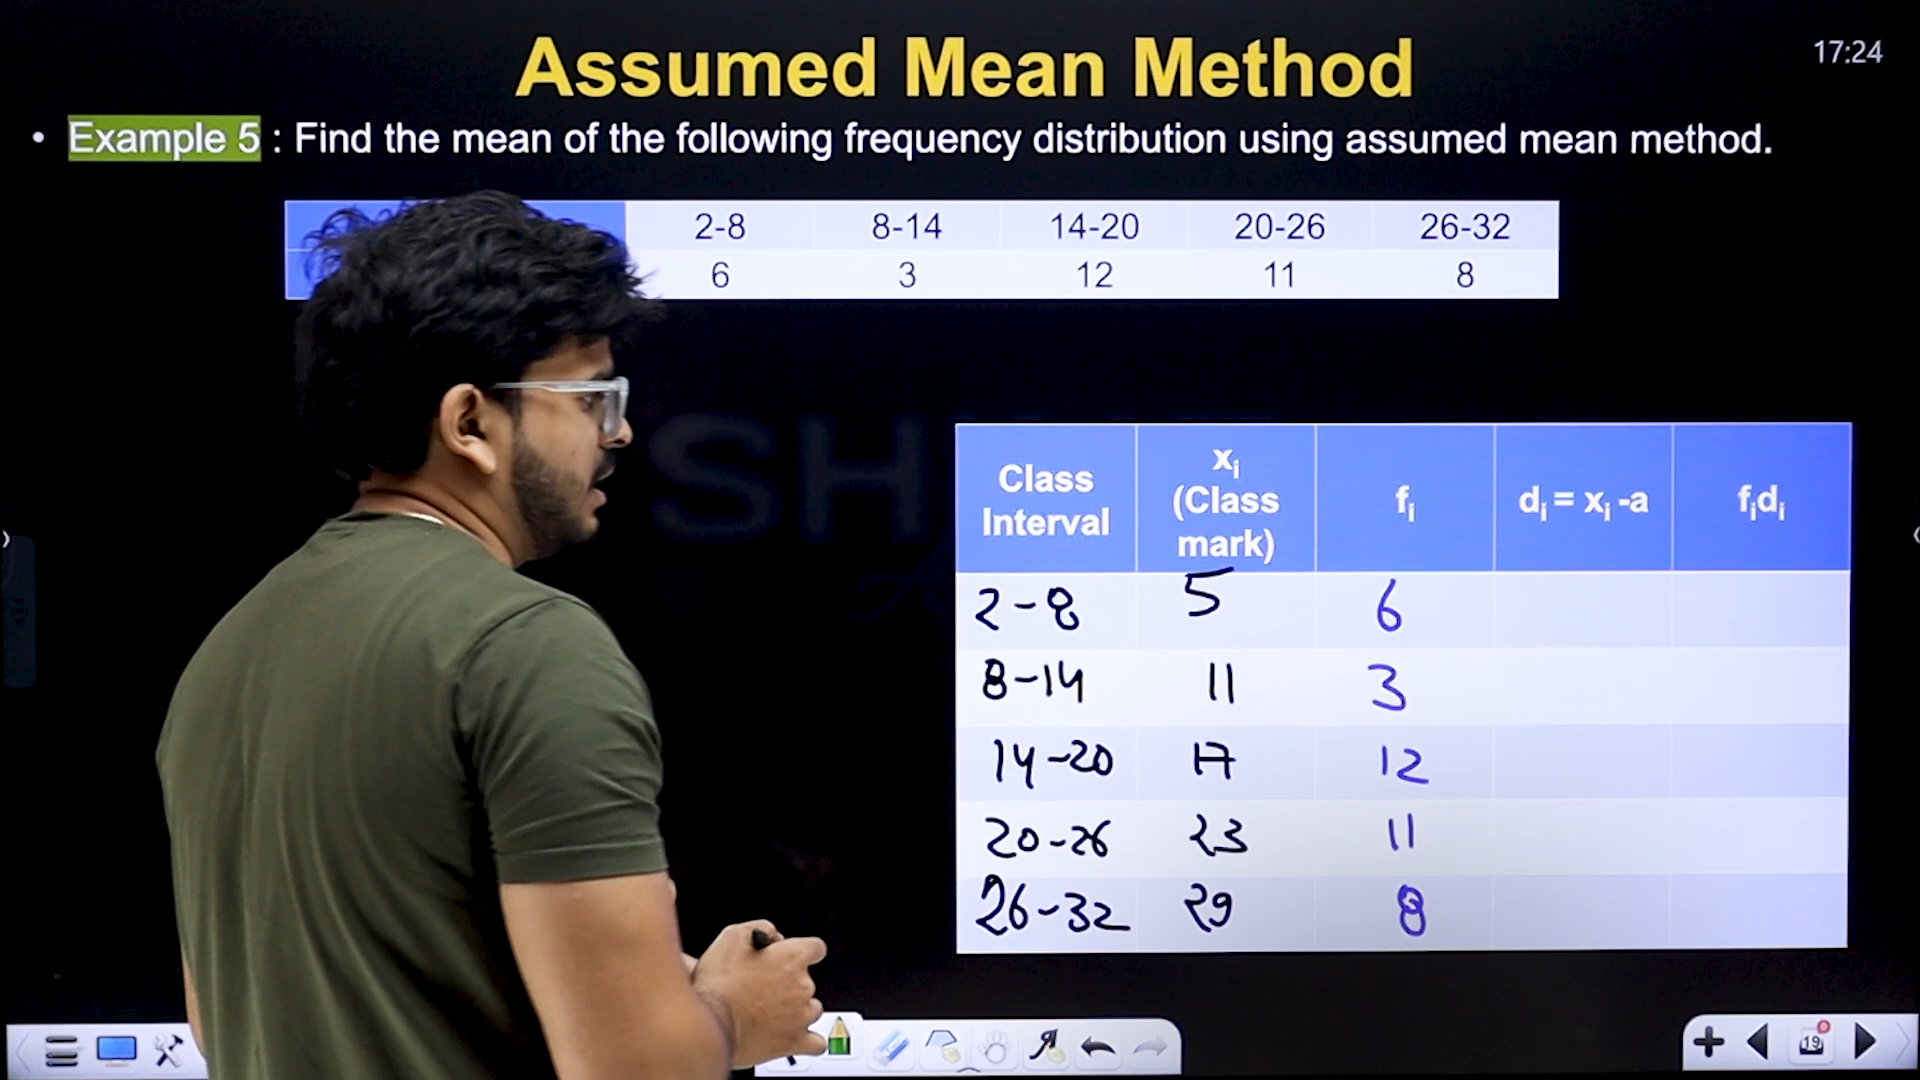 Assumed Mean Method
17:24
• Example 5 : Find the mean of the following frequency distribution using assumed mean method.
2-8 8-14 14-20 20-26 26-32
6 3 12 11 8
SH
Class Interval xᵢ (Class mark) fᵢ dᵢ = xᵢ -a fᵢdᵢ
2-8 5 6
8-14 11 3
14-20 17 12
20-26 23 11
26-32 29 8
19